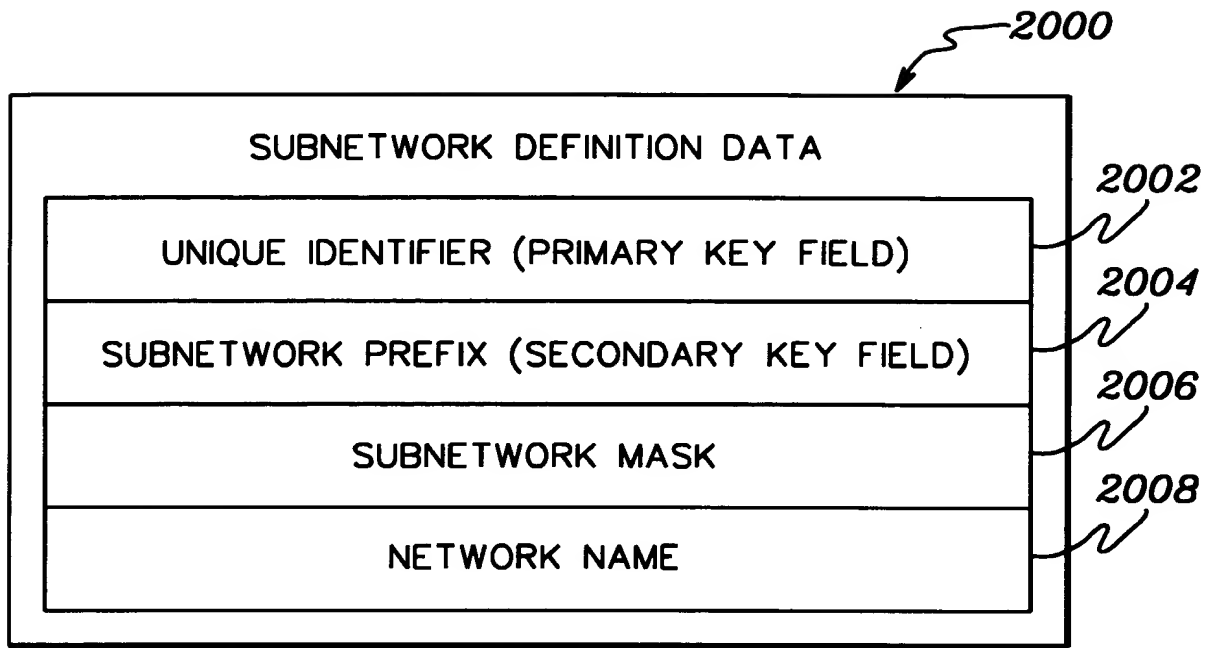 2000
SUBNETWORK DEFINITION DATA
2002
UNIQUE IDENTIFIER (PRIMARY KEY FIELD)
2004
SUBNETWORK PREFIX (SECONDARY KEY FIELD)
2006
SUBNETWORK MASK
2008
NETWORK NAME